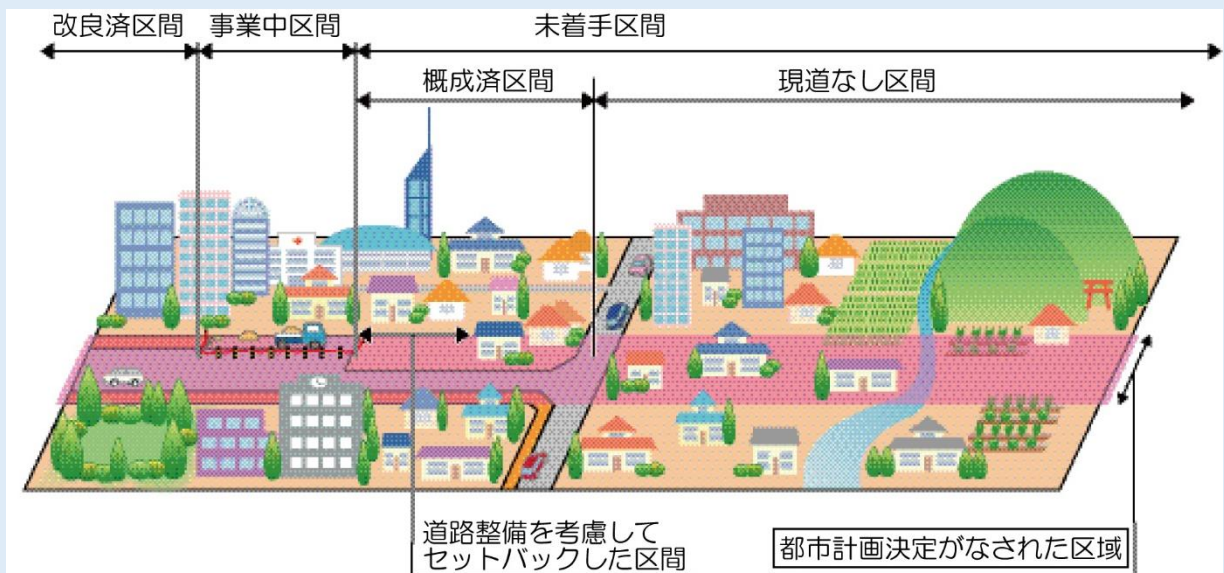 改良済区間
事業中区間
未着手区間
概成済区間
現道なし区間
道路整備を考慮して
セットバックした区間
都市計画決定がなされた区域